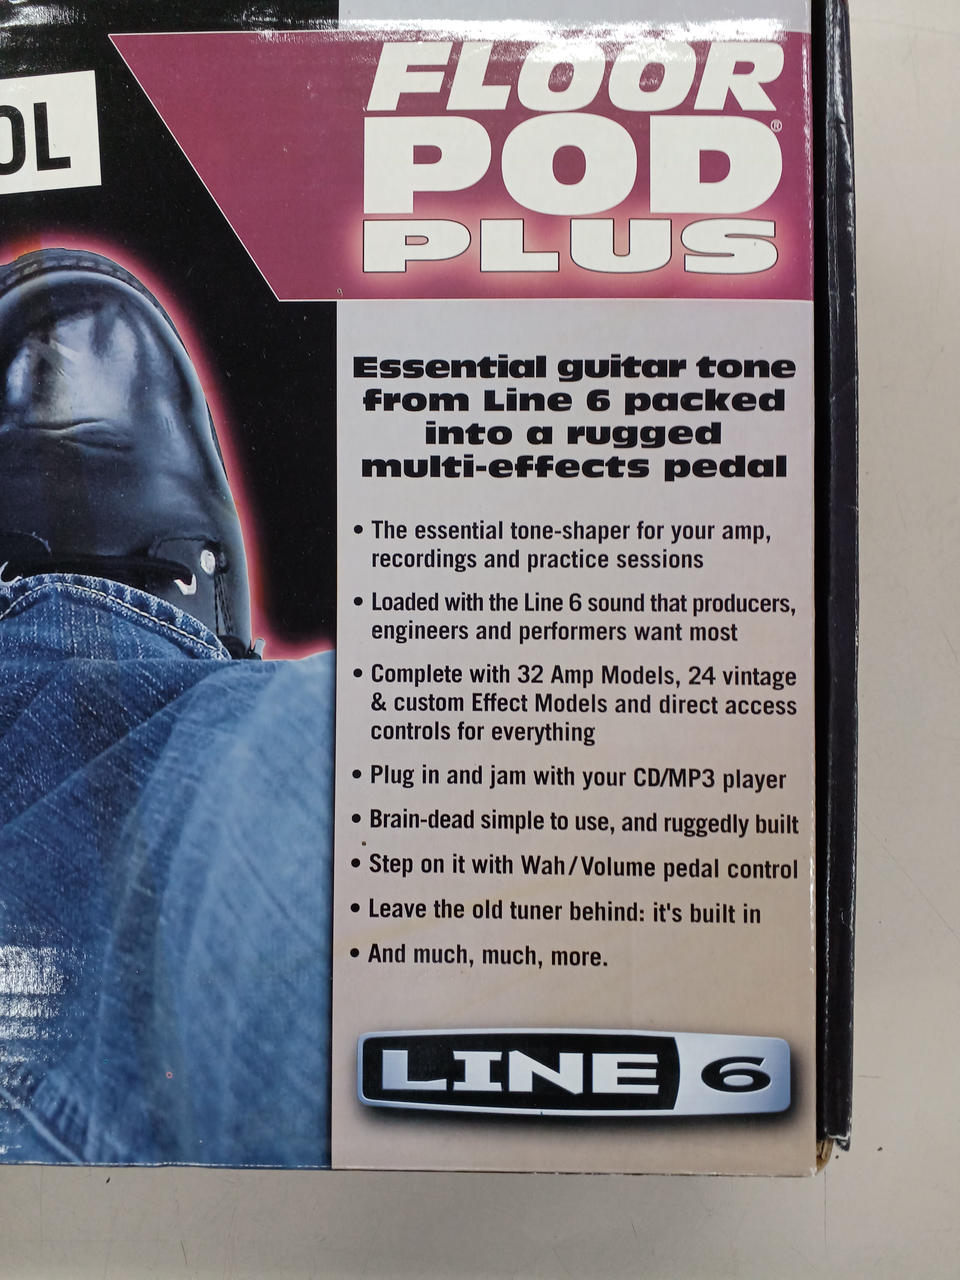 OL
FLOOR
POD®
PLUS
Essential guitar tone
from Line 6 packed
into a rugged
multi-effects pedal
• The essential tone-shaper for your amp,
recordings and practice sessions
• Loaded with the Line 6 sound that producers,
engineers and performers want most
• Complete with 32 Amp Models, 24 vintage
& custom Effect Models and direct access
controls for everything
• Plug in and jam with your CD/MP3 player
• Brain-dead simple to use, and ruggedly built
• Step on it with Wah/Volume pedal control
• Leave the old tuner behind: it's built in
• And much, much, more.
LINE 6